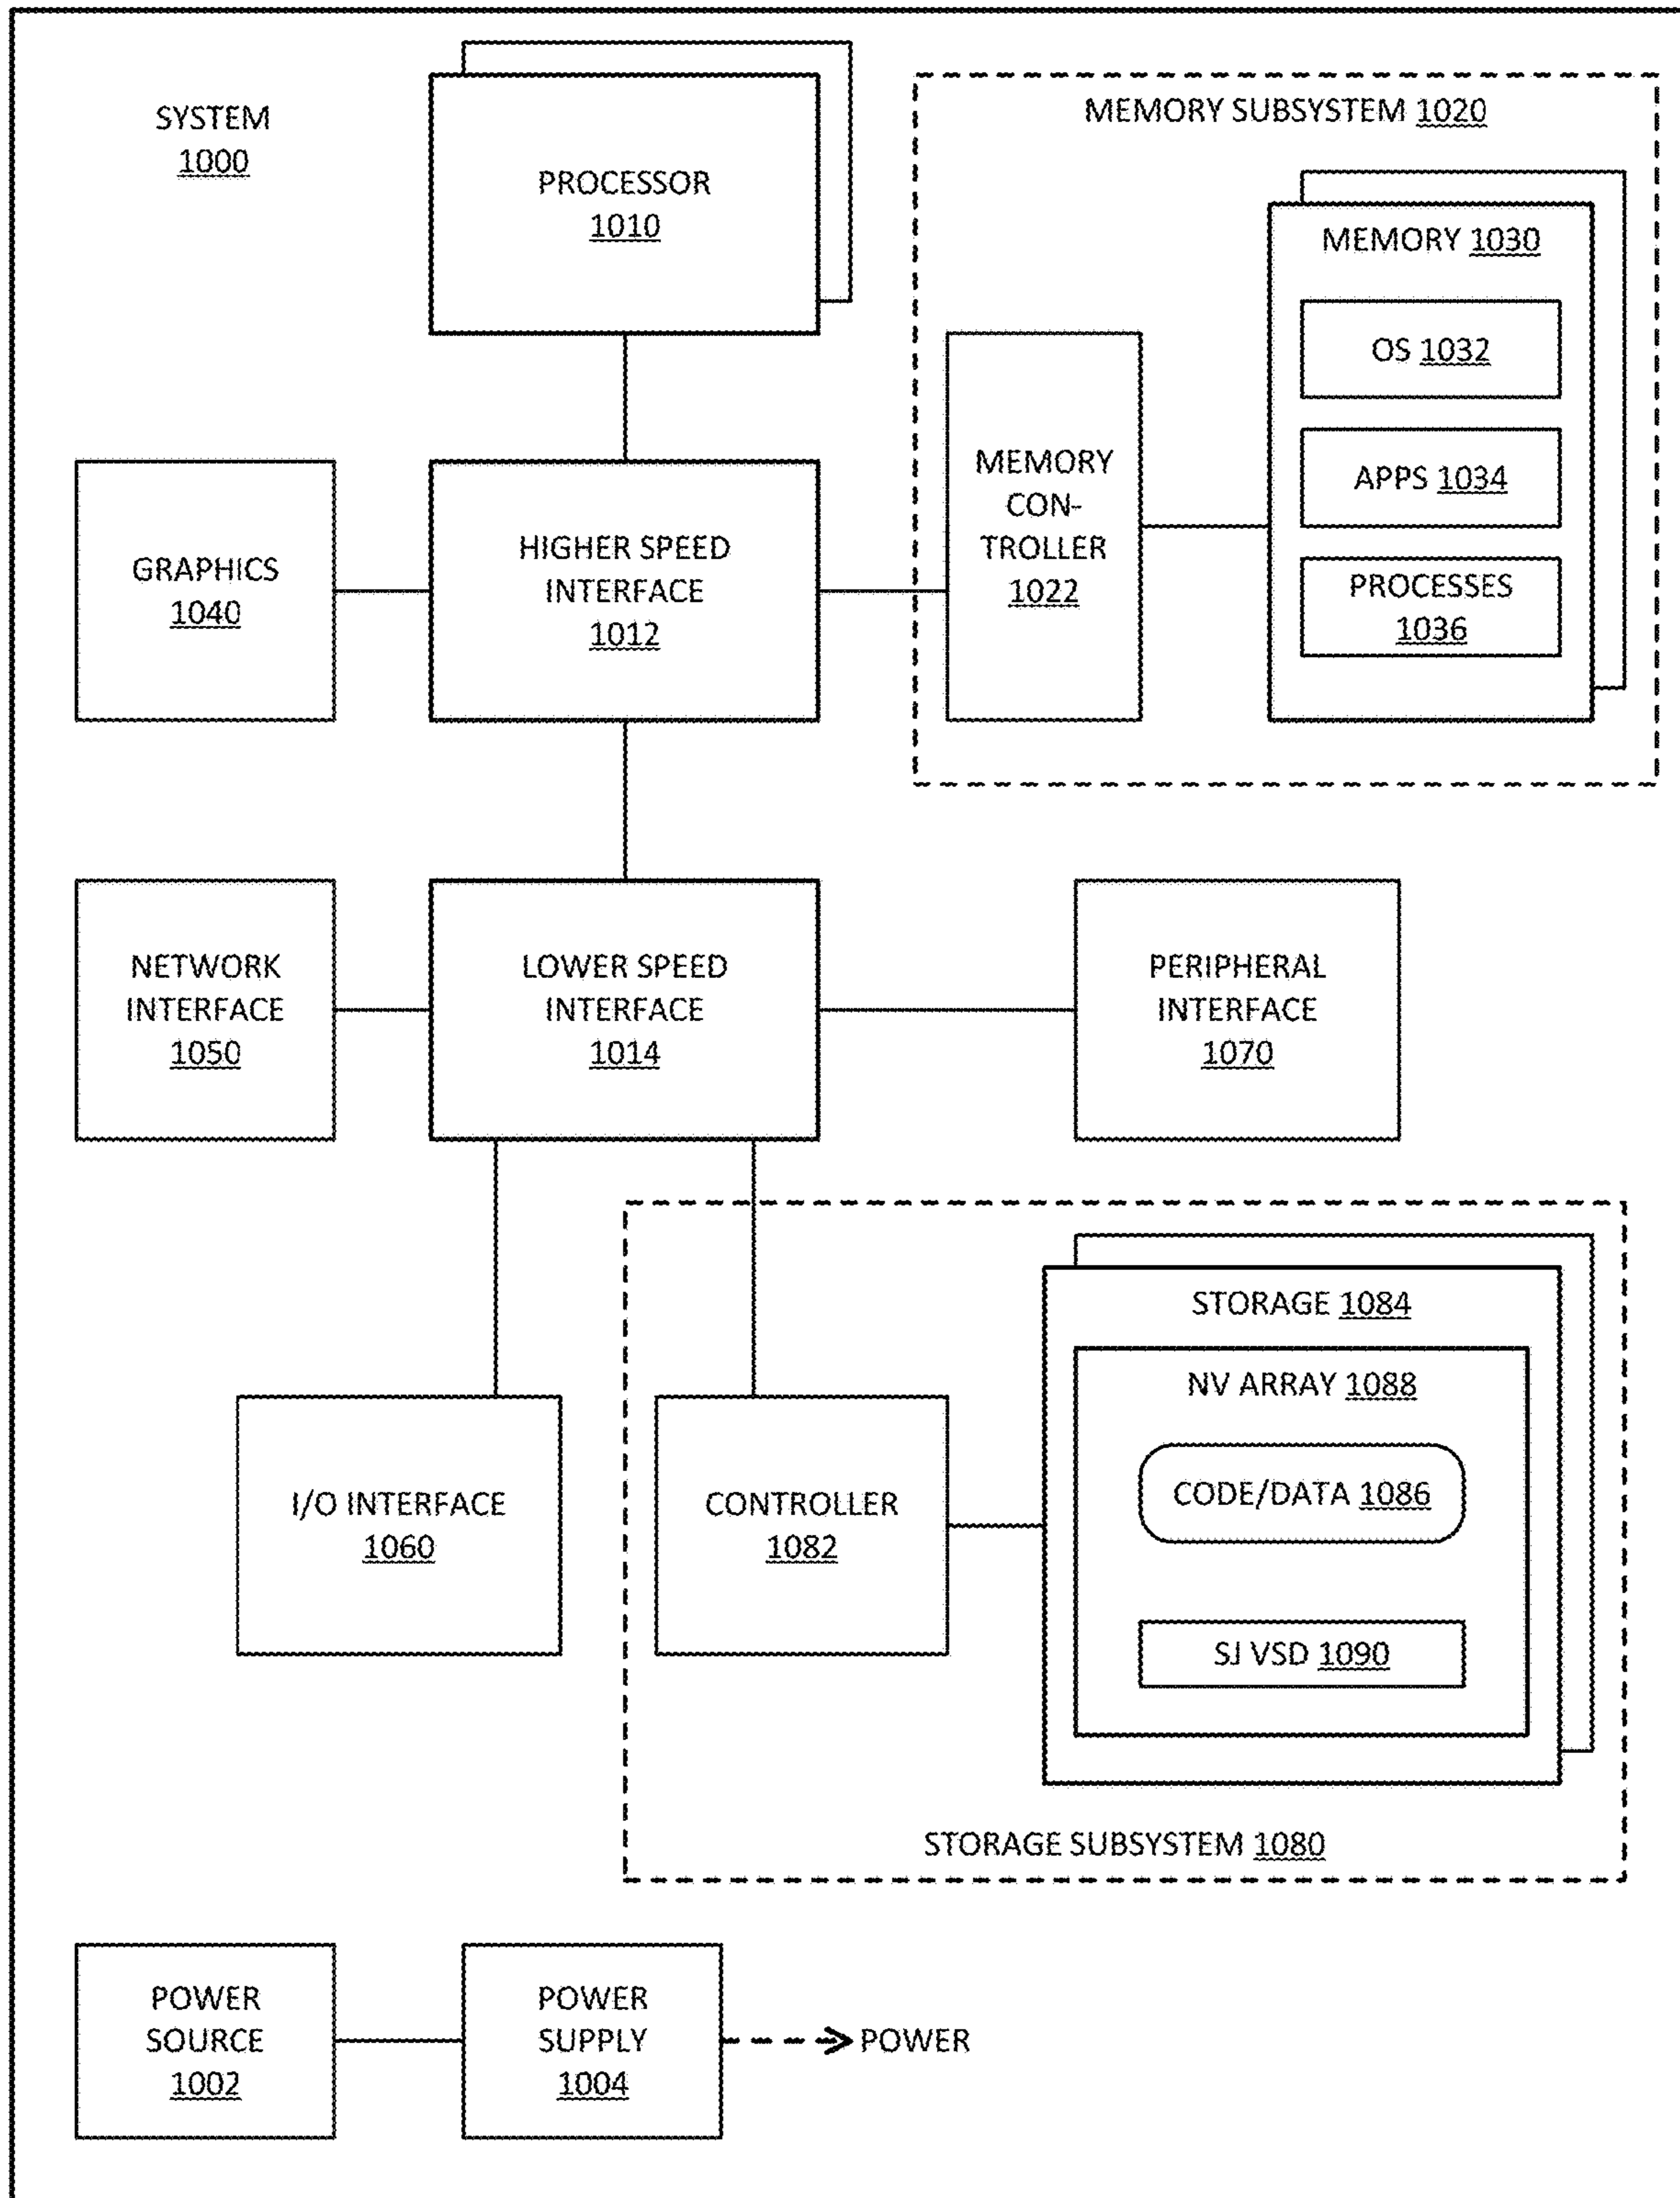 SYSTEM
1000
PROCESSOR
1010
MEMORY SUBSYSTEM 1020
MEMORY 1030
OS 1032
APPS 1034
PROCESSES
1036
MEMORY
CON-
TROLLER
1022
GRAPHICS
1040
HIGHER SPEED
INTERFACE
1012
NETWORK
INTERFACE
1050
LOWER SPEED
INTERFACE
1014
PERIPHERAL
INTERFACE
1070
I/O INTERFACE
1060
CONTROLLER
1082
STORAGE 1084
NV ARRAY 1088
CODE/DATA 1086
SJ VSD 1090
STORAGE SUBSYSTEM 1080
POWER
SOURCE
1002
POWER
SUPPLY
1004
POWER